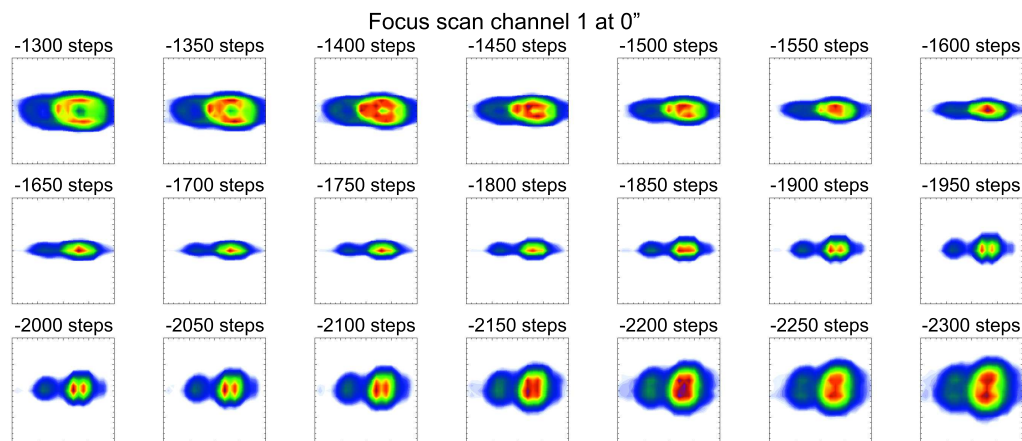 Focus scan channel 1 at 0”
-1300 steps -1350 steps -1400 steps -1450 steps -1500 steps -1550 steps -1600 steps
-1650 steps -1700 steps -1750 steps -1800 steps -1850 steps -1900 steps -1950 steps
-2000 steps -2050 steps -2100 steps -2150 steps -2200 steps -2250 steps -2300 steps